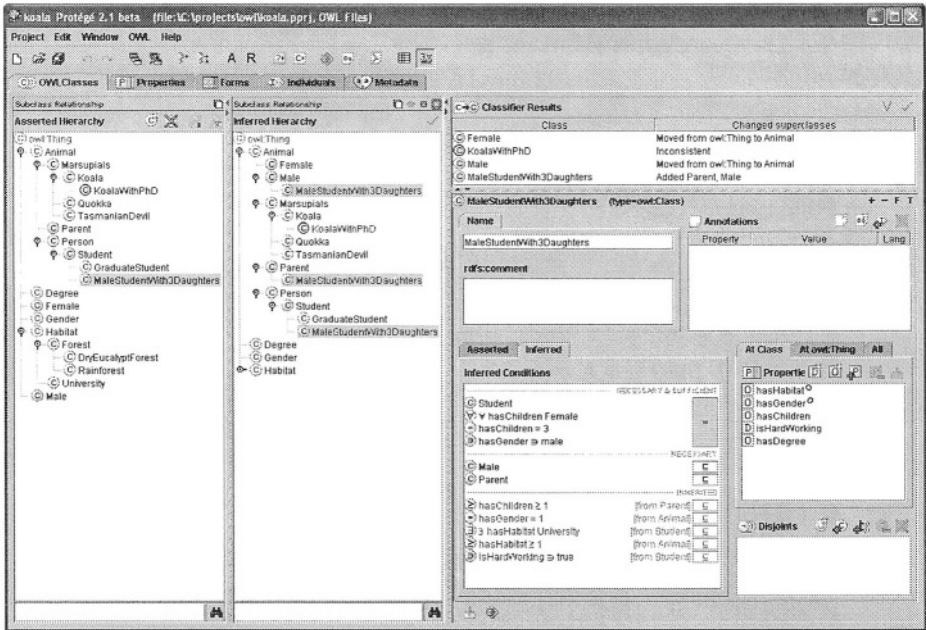 koala Protégé 2.1 beta (file:\C:\projects\owl\koala.pprj, OWL Files)
Project Edit Window OWL Help
OWLClasses Properties Forms Individuals Metadata
Subclass Relationship
Asserted Hierarchy
owl:Thing
Animal
Marsupials
Koala
KoalaWithPhD
Quokka
TasmanianDevil
Parent
Person
Student
GraduateStudent
MaleStudentWith3Daughters
Degree
Female
Gender
Habitat
Forest
DryEucalyptForest
Rainforest
University
Male
Subclass Relationship
Inferred Hierarchy
owl:Thing
Animal
Female
Male
MaleStudentWith3Daughters
Marsupials
Koala
KoalaWithPhD
Quokka
TasmanianDevil
Parent
MaleStudentWith3Daughters
Person
Student
GraduateStudent
MaleStudentWith3Daughters
Degree
Gender
Habitat
Classifier Results
Class Changed superclasses
Female Moved from owl:Thing to Animal
KoalaWithPhD Inconsistent
Male Moved from owl:Thing to Animal
MaleStudentWith3Daughters Added Parent, Male
MaleStudentWith3Daughters (type=owl:Class)
+ − F T
Name
MaleStudentWith3Daughters
rdfs:comment
Annotations
Property Value Lang
Asserted Inferred
Inferred Conditions
NECESSARY & SUFFICIENT
Student
∀ hasChildren Female
hasChildren = 3
hasGender ∋ male
NECESSARY
Male
Parent
INHERITED
hasChildren ≥ 1 [from Parent]
hasGender = 1 [from Animal]
∃ hasHabitat University [from Student]
hasHabitat ≥ 1 [from Animal]
isHardWorking ∋ true [from Student]
At Class At owl:Thing All
Propertie
hasHabitat
hasGender
hasChildren
isHardWorking
hasDegree
Disjoints